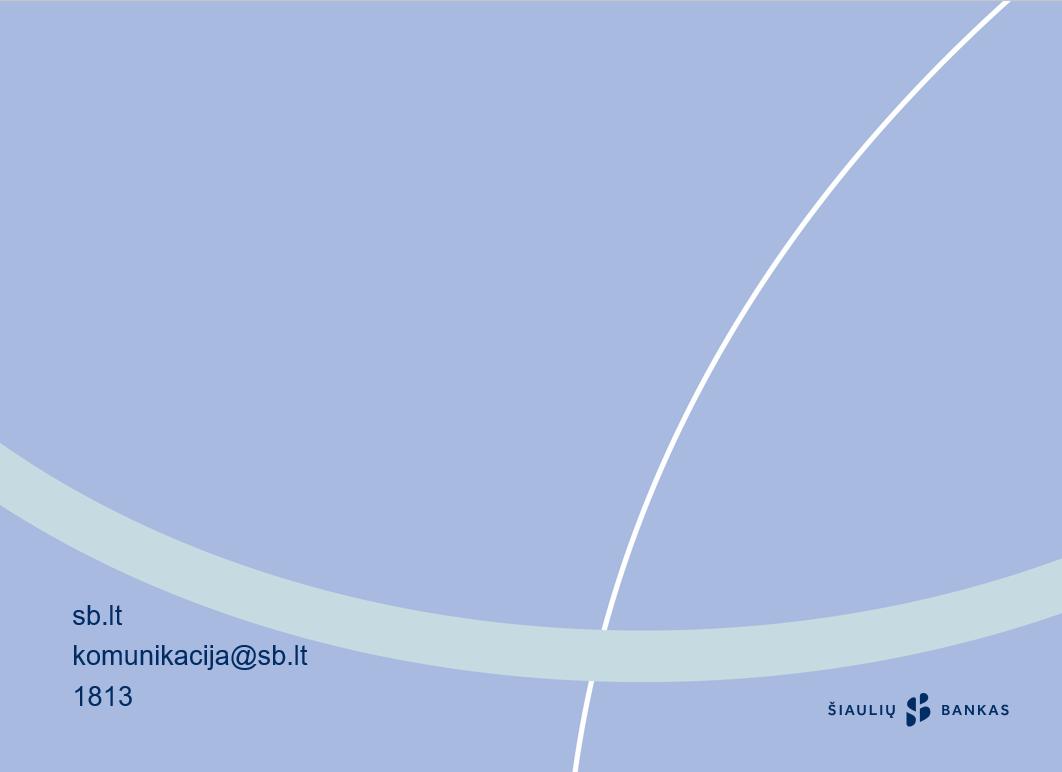 sb.lt
komunikacija@sb.lt
1813
ŠIAULIŲ BANKAS